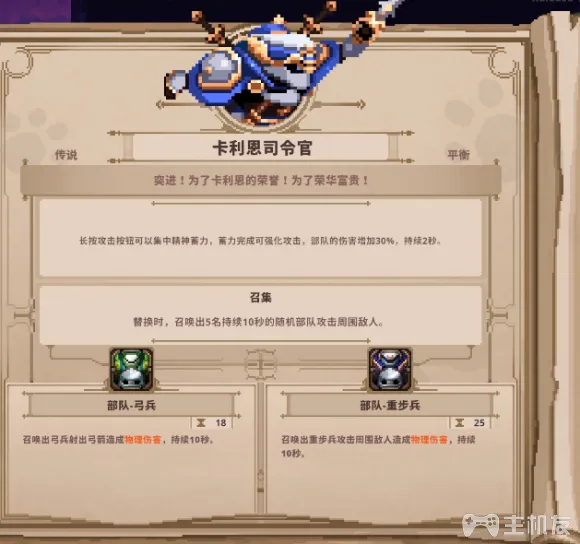 卡利恩司令官
传说
平衡
突进！为了卡利恩的荣誉！为了荣华富贵！
长按攻击按钮可以集中精神蓄力，蓄力完成可强化攻击，部队的伤害增加30%，持续2秒。
召集
替换时，召唤出5名持续10秒的随机部队攻击周围敌人。
部队-弓兵
18
召唤出弓兵射出弓箭造成物理伤害，持续10秒。
部队-重步兵
25
召唤出重步兵攻击周围敌人造成物理伤害，持续
10秒。
主机友